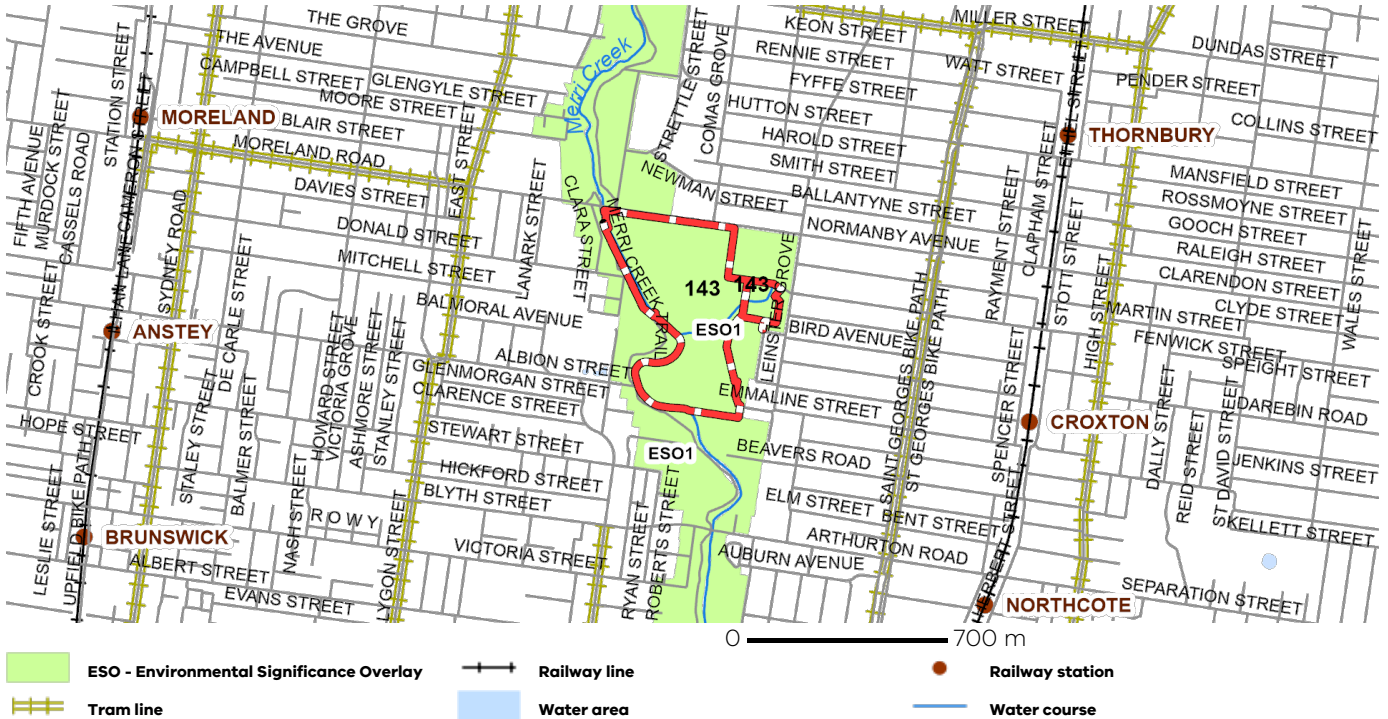 THE GROVE
THE AVENUE
CAMPBELL STREET
GLENGYLE STREET
MOORE STREET
STATION STREET
MORELAND
BLAIR STREET
MORELAND ROAD
FIFTH AVENUE
MURDOCK STREET
CASSELS ROAD
CAMERON STREET
DAVIES STREET
DONALD STREET
MITCHELL STREET
EAST STREET
LANARK STREET
CLARA STREET
Merri Creek
MERRI CREEK TRAIL
STRETTLE STREET
COMAS GROVE
KEON STREET
MILLER STREET
RENNIE STREET
WATT STREET
DUNDAS STREET
FYFFE STREET
PENDER STREET
HUTTON STREET
COLLINS STREET
HAROLD STREET
THORNBURY
SMITH STREET
NEWMAN STREET
BALLANTYNE STREET
MANSFIELD STREET
ROSSMOYNE STREET
NORMANBY AVENUE
GOOCH STREET
RALEIGH STREET
CLARENDON STREET
CLYDE STREET
MARTIN STREET
FENWICK STREET
SPEIGHT STREET
DAREBIN ROAD
WALES STREET
RAYMENT STREET
CLAPHAM STREET
STOTT STREET
HIGH STREET
143
143
ESO1
LEINSTER GROVE
BIRD AVENUE
SAINT GEORGES BIKE PATH
ST GEORGES BIKE PATH
SYDNEY ROAD
DE CARLE STREET
BALMORAL AVENUE
CROOK STREET
ANSTEY
HOWARD STREET
VICTORIA GROVE
ASHMORE STREET
STANLEY STREET
ALBION STREET
GLENMORGAN STREET
CLARENCE STREET
EMMALINE STREET
HOPE STREET
STALEY STREET
BALMER STREET
STEWART STREET
HICKFORD STREET
BLYTH STREET
ESO1
BEAVERS ROAD
SPENCER STREET
CROXTON
DALLY STREET
REID STREET
ST DAVID STREET
JENKINS STREET
KELLETT STREET
ELM STREET
BENT STREET
ARTHURTON ROAD
AUBURN AVENUE
HERBERT STREET
LESLIE STREET
UPFIELD BIKE PATH
BRUNSWICK
NASH STREET
R O W Y
VICTORIA STREET
ALBERT STREET
EVANS STREET
LYGON STREET
RYAN STREET
ROBERTS STREET
NORTHCOTE
SEPARATION STREET
0 700 m
ESO - Environmental Significance Overlay
Railway line
Railway station
Tram line
Water area
Water course